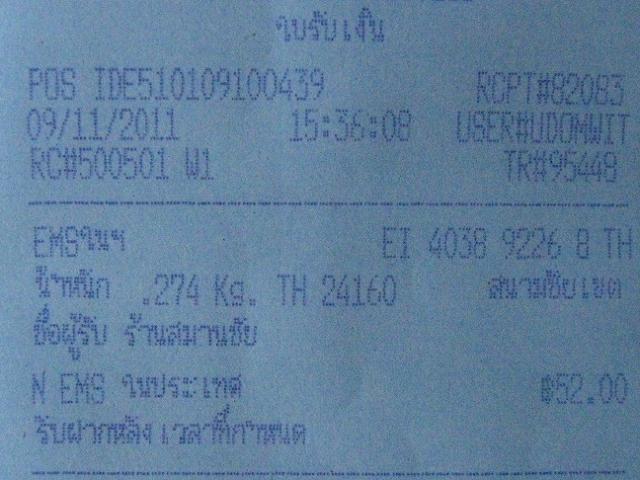 ใบรับเงิน
POS IDE510109100439 RCPT#82083
09/11/2011 15:36:08 USER#UDOMWIT
RC#500501 W1 TR#95448
EMSในฯ EI 4038 9226 8 TH
น้ำหนัก .274 Kg. TH 24160 สนามชัยเขต
ชื่อผู้รับ ร้านสมานชัย
N EMS ในประเทศ ฿52.00
รับฝากหลัง เวลาที่กำหนด